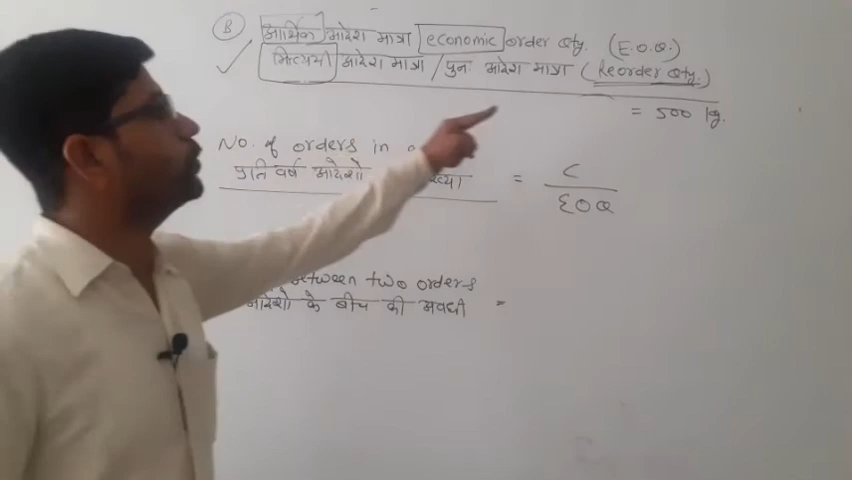 B आर्थिक आदेश मात्रा economic order qty. (E.O.Q.)
मितव्ययी आदेश मात्रा / पुनः आदेश मात्रा (Reorder Qty.)
= 500 kg.
No. of orders in
प्रति वर्ष आदेशो = C
EOQ
between two orders
आदेशो के बीच की अवधी =